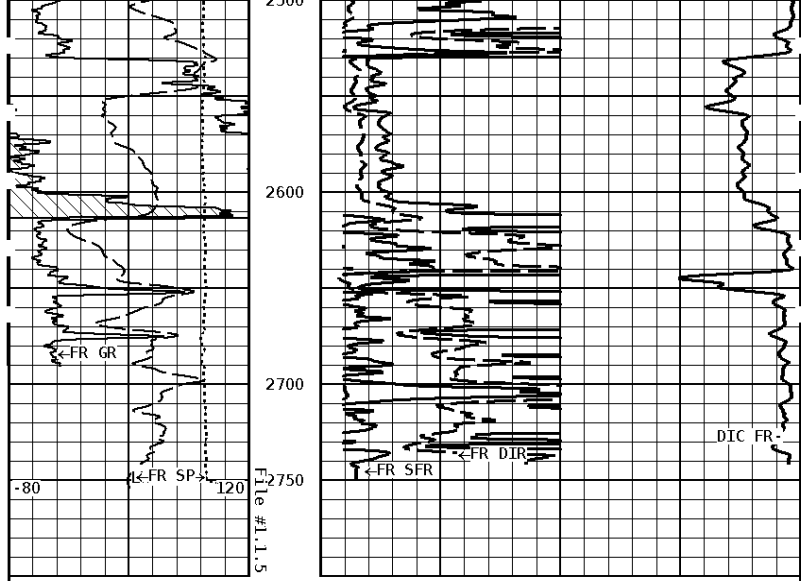 2500
2600
←FR GR
2700
DIC FR-
←FR DIR
←FR SFR
←FR SP→
-80
120
2750
File #1.1.5